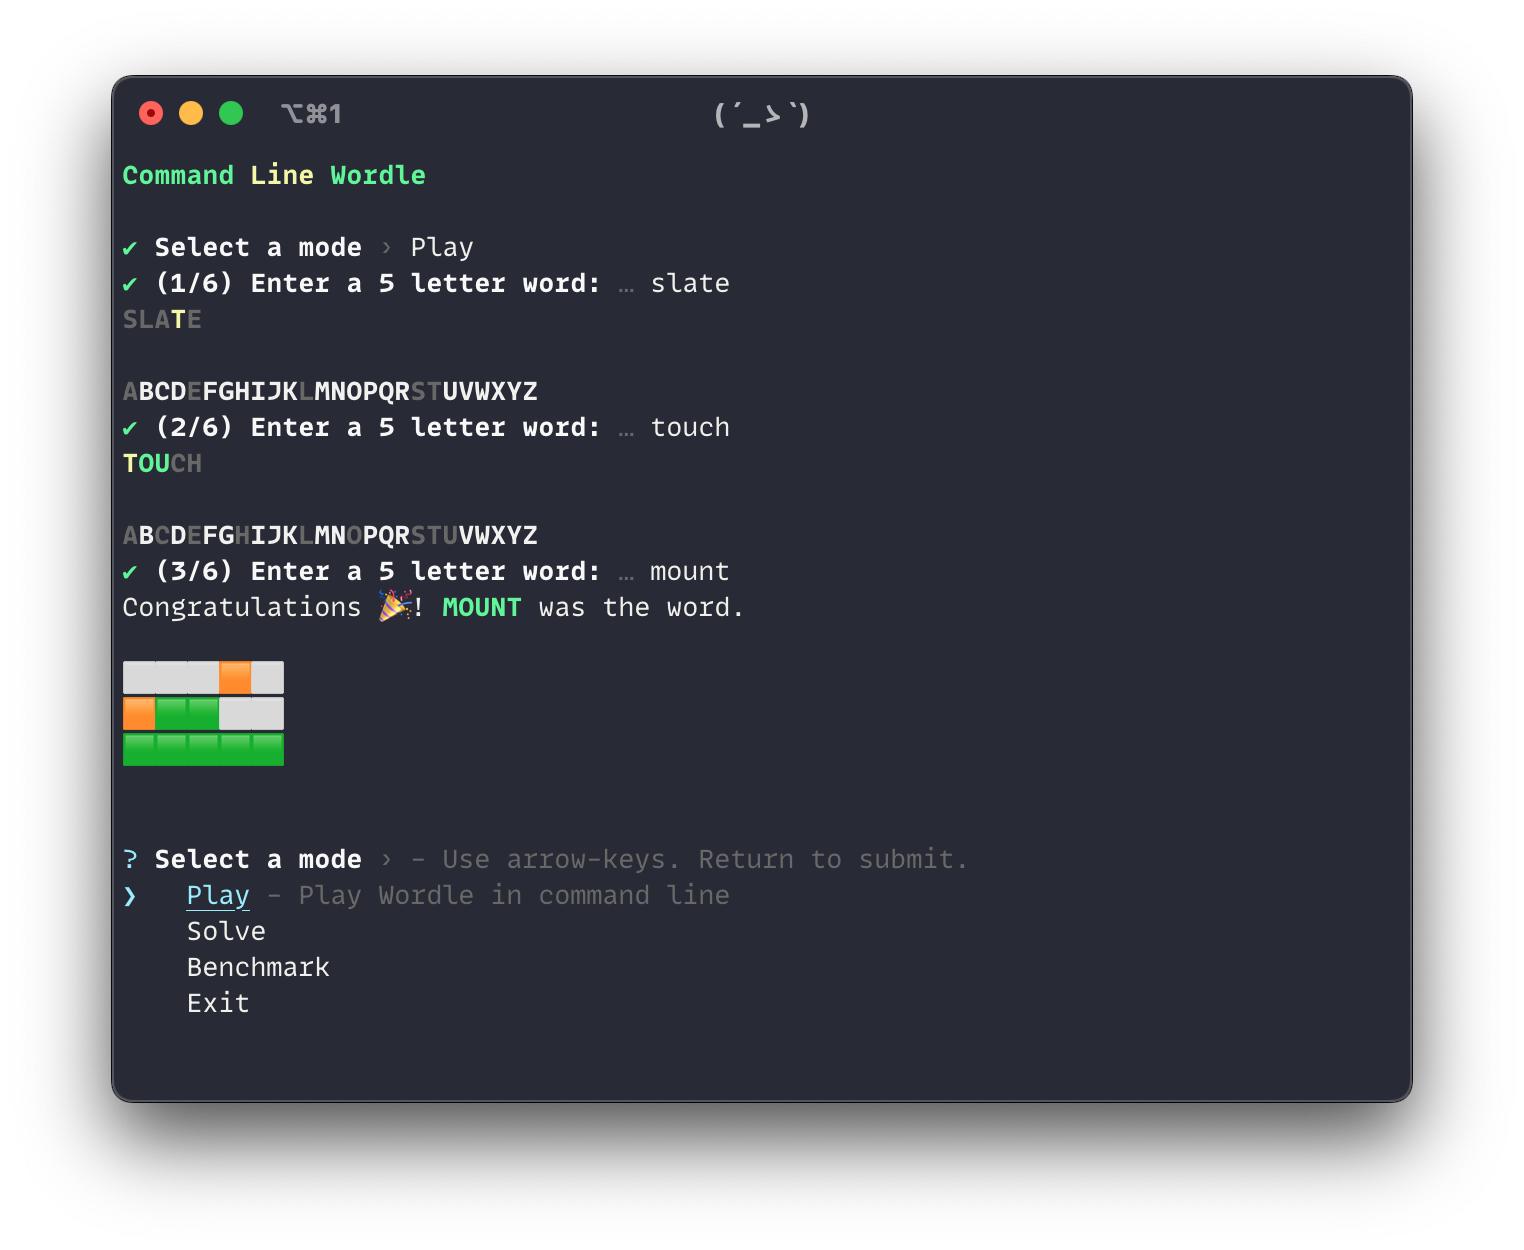 ⌥⌘1 ( ´_ゝ`)
Command Line Wordle
✔ Select a mode › Play
✔ (1/6) Enter a 5 letter word: … slate
SLATE
ABCDEFGHIJKLMNOPQRSTUVWXYZ
✔ (2/6) Enter a 5 letter word: … touch
TOUCH
ABCDEFGHIJKLMNOPQRSTUVWXYZ
✔ (3/6) Enter a 5 letter word: … mount
Congratulations 🎉! MOUNT was the word.
⬜⬜⬜🟧⬜
🟧🟩🟩⬜⬜
🟩🟩🟩🟩🟩
? Select a mode › - Use arrow-keys. Return to submit.
❯ Play - Play Wordle in command line
Solve
Benchmark
Exit